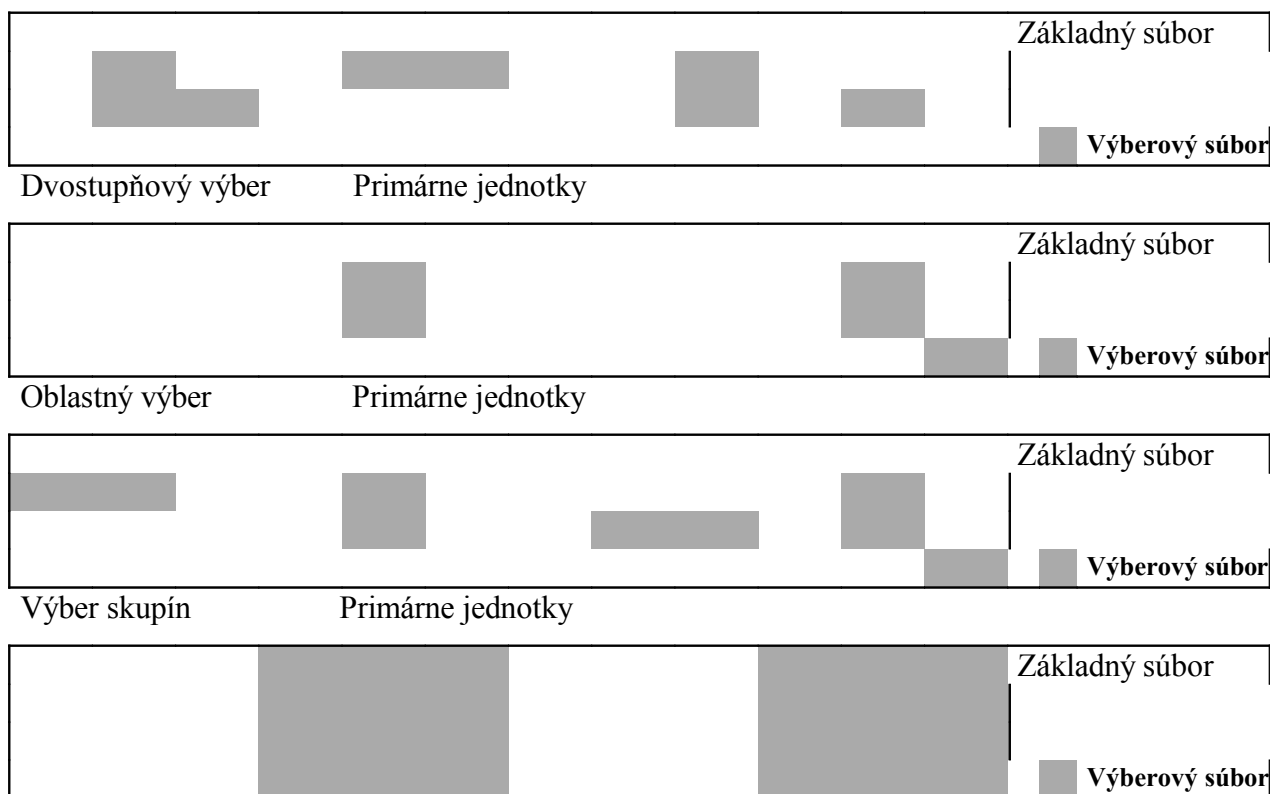 Základný súbor
Výberový súbor
Dvostupňový výber Primárne jednotky
Základný súbor
Výberový súbor
Oblastný výber Primárne jednotky
Základný súbor
Výberový súbor
Výber skupín Primárne jednotky
Základný súbor
Výberový súbor